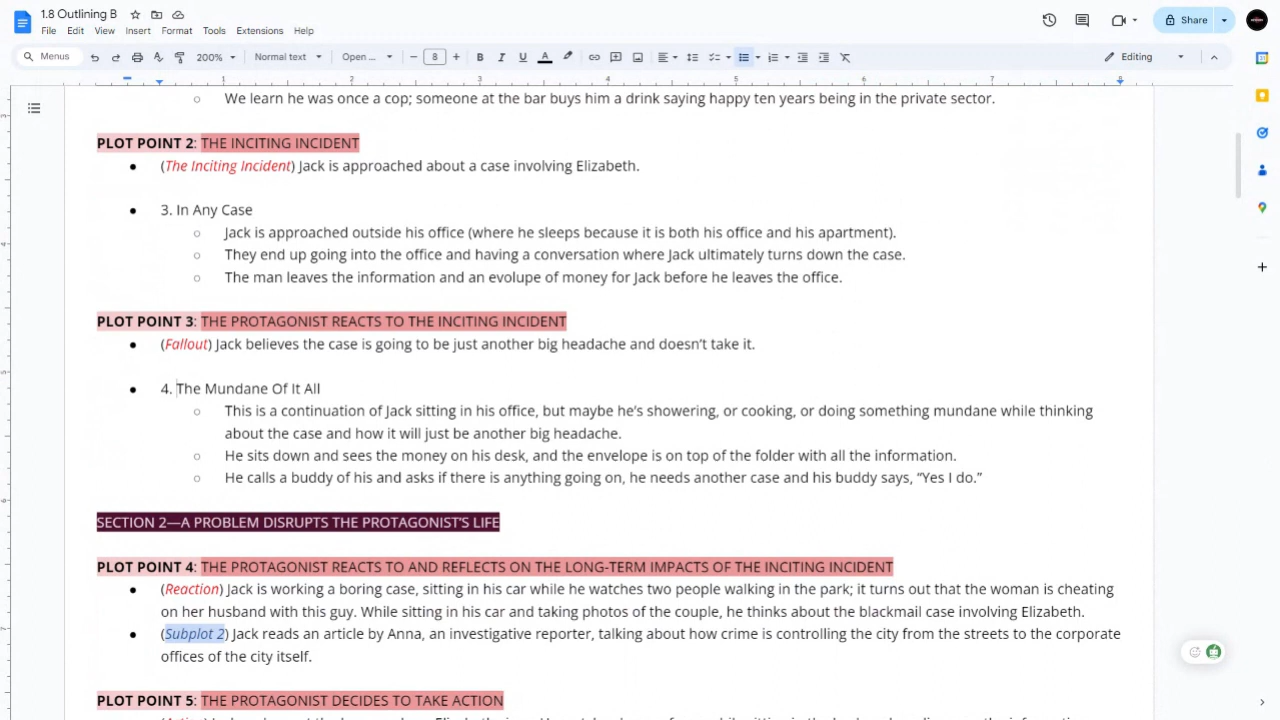 1.8 Outlining B
File Edit View Insert Format Tools Extensions Help
Share
Menus
200%
Normal text
Open ...
8
Editing
1 2 3 4 5 6 7 8
We learn he was once a cop; someone at the bar buys him a drink saying happy ten years being in the private sector.
PLOT POINT 2: THE INCITING INCIDENT
(The Inciting Incident) Jack is approached about a case involving Elizabeth.
3. In Any Case
Jack is approached outside his office (where he sleeps because it is both his office and his apartment).
They end up going into the office and having a conversation where Jack ultimately turns down the case.
The man leaves the information and an evolupe of money for Jack before he leaves the office.
PLOT POINT 3: THE PROTAGONIST REACTS TO THE INCITING INCIDENT
(Fallout) Jack believes the case is going to be just another big headache and doesn’t take it.
4. The Mundane Of It All
This is a continuation of Jack sitting in his office, but maybe he’s showering, or cooking, or doing something mundane while thinking
about the case and how it will just be another big headache.
He sits down and sees the money on his desk, and the envelope is on top of the folder with all the information.
He calls a buddy of his and asks if there is anything going on, he needs another case and his buddy says, “Yes I do.”
SECTION 2—A PROBLEM DISRUPTS THE PROTAGONIST’S LIFE
PLOT POINT 4: THE PROTAGONIST REACTS TO AND REFLECTS ON THE LONG-TERM IMPACTS OF THE INCITING INCIDENT
(Reaction) Jack is working a boring case, sitting in his car while he watches two people walking in the park; it turns out that the woman is cheating
on her husband with this guy. While sitting in his car and taking photos of the couple, he thinks about the blackmail case involving Elizabeth.
(Subplot 2) Jack reads an article by Anna, an investigative reporter, talking about how crime is controlling the city from the streets to the corporate
offices of the city itself.
PLOT POINT 5: THE PROTAGONIST DECIDES TO TAKE ACTION